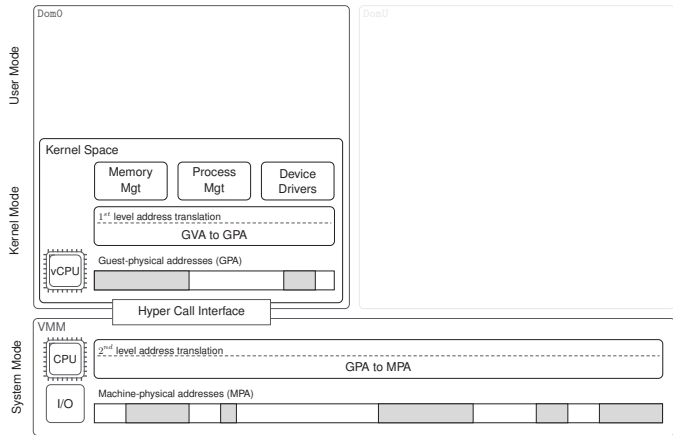 Dom0
DomU
User Mode
Kernel Mode
System Mode
Kernel Space
Memory
Mgt
Process
Mgt
Device
Drivers
1st level address translation
GVA to GPA
vCPU
Guest-physical addresses (GPA)
Hyper Call Interface
VMM
CPU
2nd level address translation
GPA to MPA
I/O
Machine-physical addresses (MPA)